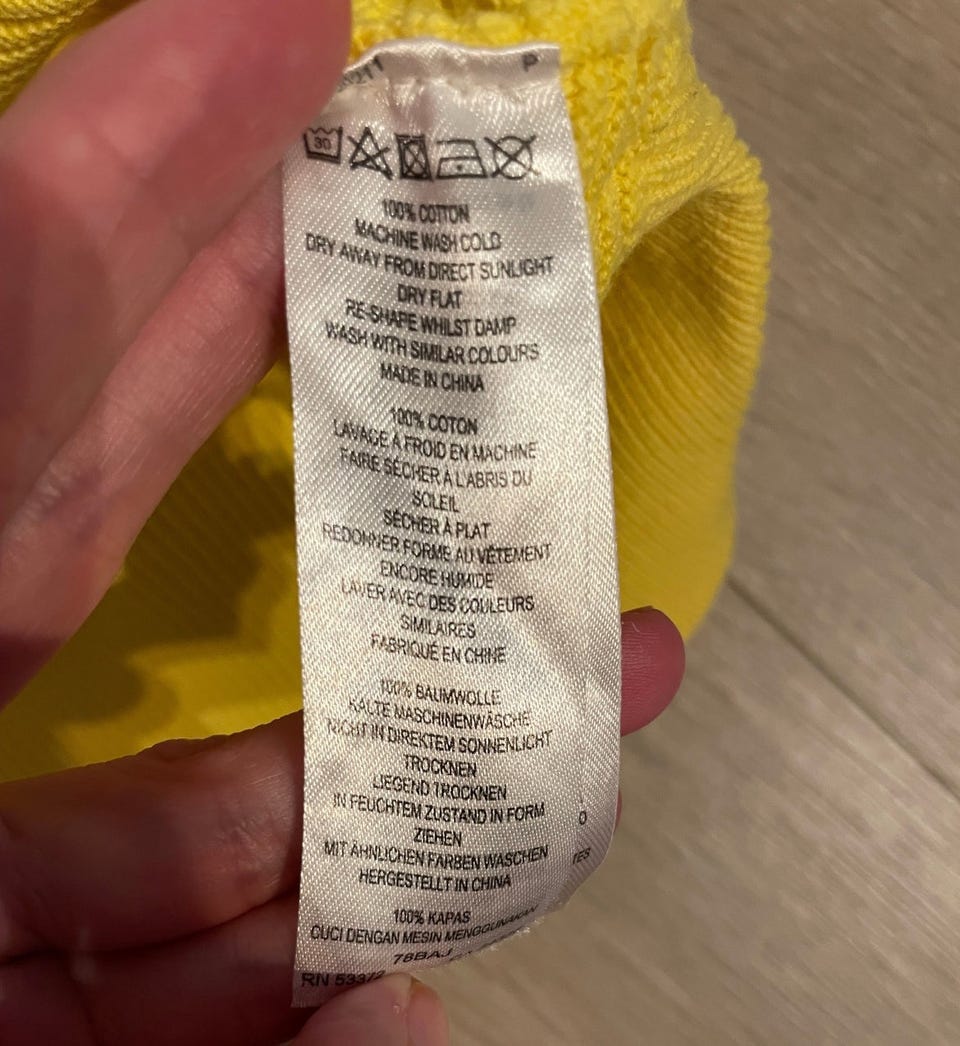 P
30
100% COTTON
MACHINE WASH COLD
DRY AWAY FROM DIRECT SUNLIGHT
DRY FLAT
RE-SHAPE WHILST DAMP
WASH WITH SIMILAR COLOURS
MADE IN CHINA
100% COTON
LAVAGE À FROID EN MACHINE
FAIRE SÉCHER À L'ABRIS DU
SOLEIL
SÉCHER À PLAT
REDONNER FORME AU VÊTEMENT
ENCORE HUMIDE
LAVER AVEC DES COULEURS
SIMILAIRES
FABRIQUÉ EN CHINE
100% BAUMWOLLE
KALTE MASCHINENWÄSCHE
NICHT IN DIREKTEM SONNENLICHT
TROCKNEN
LIEGEND TROCKNEN
IN FEUCHTEM ZUSTAND IN FORM
ZIEHEN
MIT ÄHNLICHEN FARBEN WASCHEN
HERGESTELLT IN CHINA
100% KAPAS
CUCI DENGAN MESIN MENGGUNAKAN
RN 53372